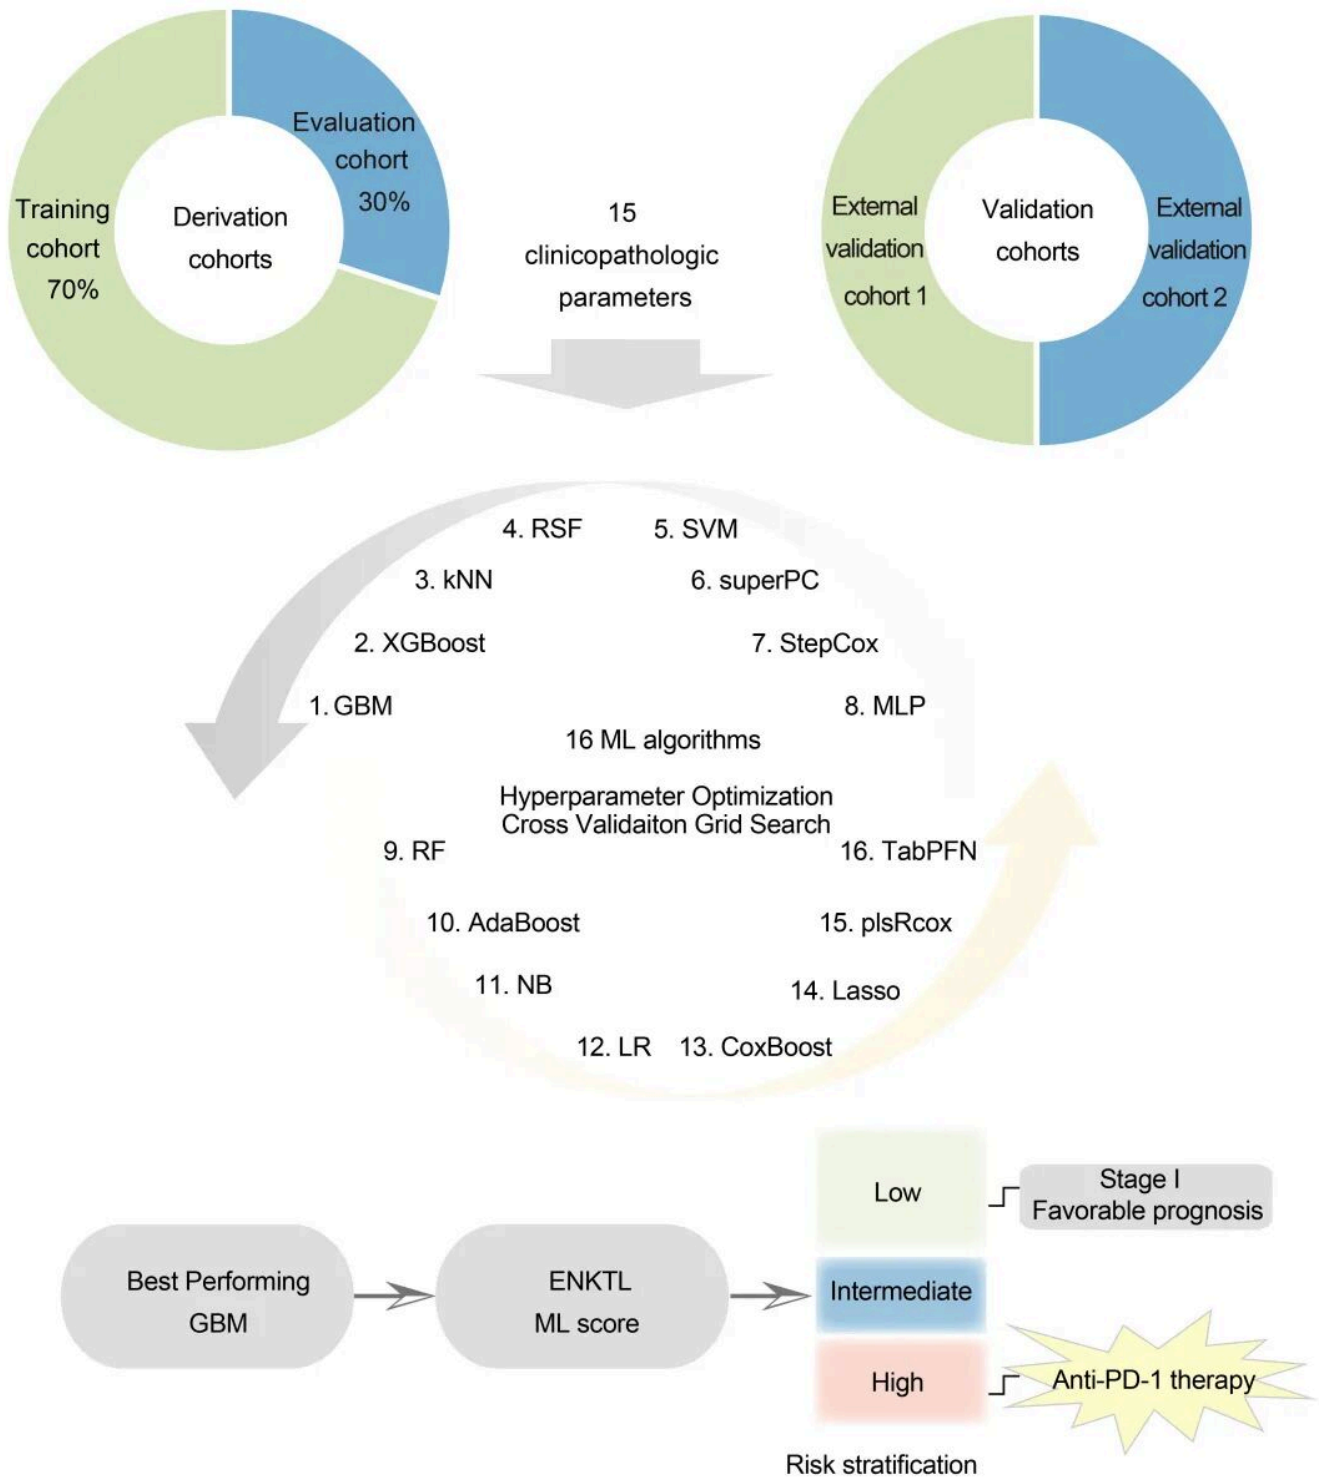 Training
cohort
70%
Derivation
cohorts
Evaluation
cohort
30%
15
clinicopathologic
parameters
External
validation
cohort 1
Validation
cohorts
External
validation
cohort 2
4. RSF
5. SVM
3. kNN
6. superPC
2. XGBoost
7. StepCox
1. GBM
8. MLP
16 ML algorithms
Hyperparameter Optimization
Cross Validaiton Grid Search
9. RF
16. TabPFN
10. AdaBoost
15. plsRcox
11. NB
14. Lasso
12. LR
13. CoxBoost
Best Performing
GBM
ENKTL
ML score
Low
Stage I
Favorable prognosis
Intermediate
High
Anti-PD-1 therapy
Risk stratification